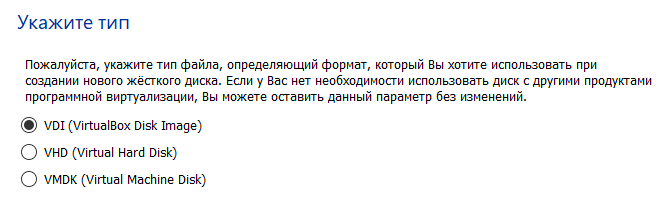 Укажите тип
Пожалуйста, укажите тип файла, определяющий формат, который Вы хотите использовать при
создании нового жёсткого диска. Если у Вас нет необходимости использовать диск с другими продуктами
программной виртуализации, Вы можете оставить данный параметр без изменений.
VDI (VirtualBox Disk Image)
VHD (Virtual Hard Disk)
VMDK (Virtual Machine Disk)